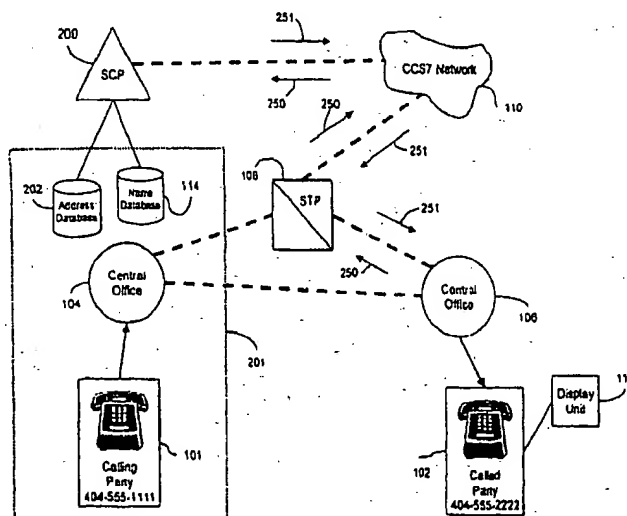 251
200
SCP
CCS7 Network
250
250
110
251
108
202
Address
Database
Name
Database
114
STP
251
250
Central
Office
104
Central
Office
106
201
Display
Unit
11
101
Calling
Party
404-555-1111
102
Called
Party
404-555-2222